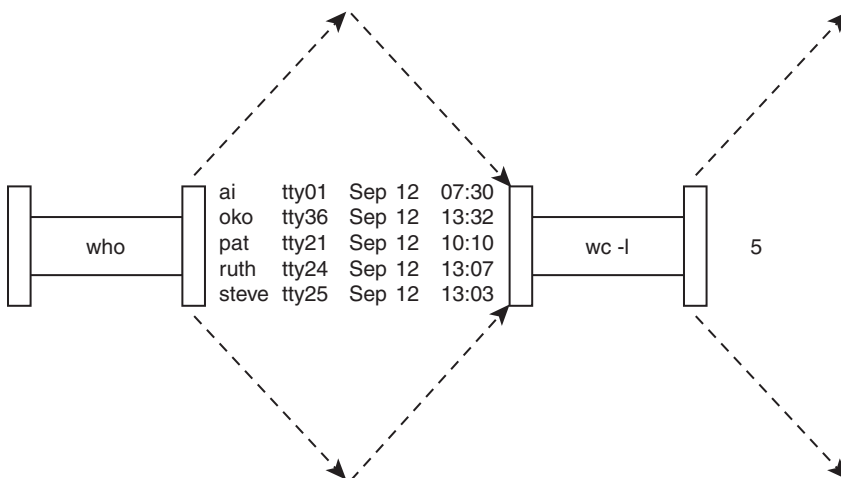 who
ai tty01 Sep 12 07:30
oko tty36 Sep 12 13:32
pat tty21 Sep 12 10:10
ruth tty24 Sep 12 13:07
steve tty25 Sep 12 13:03
wc -l
5